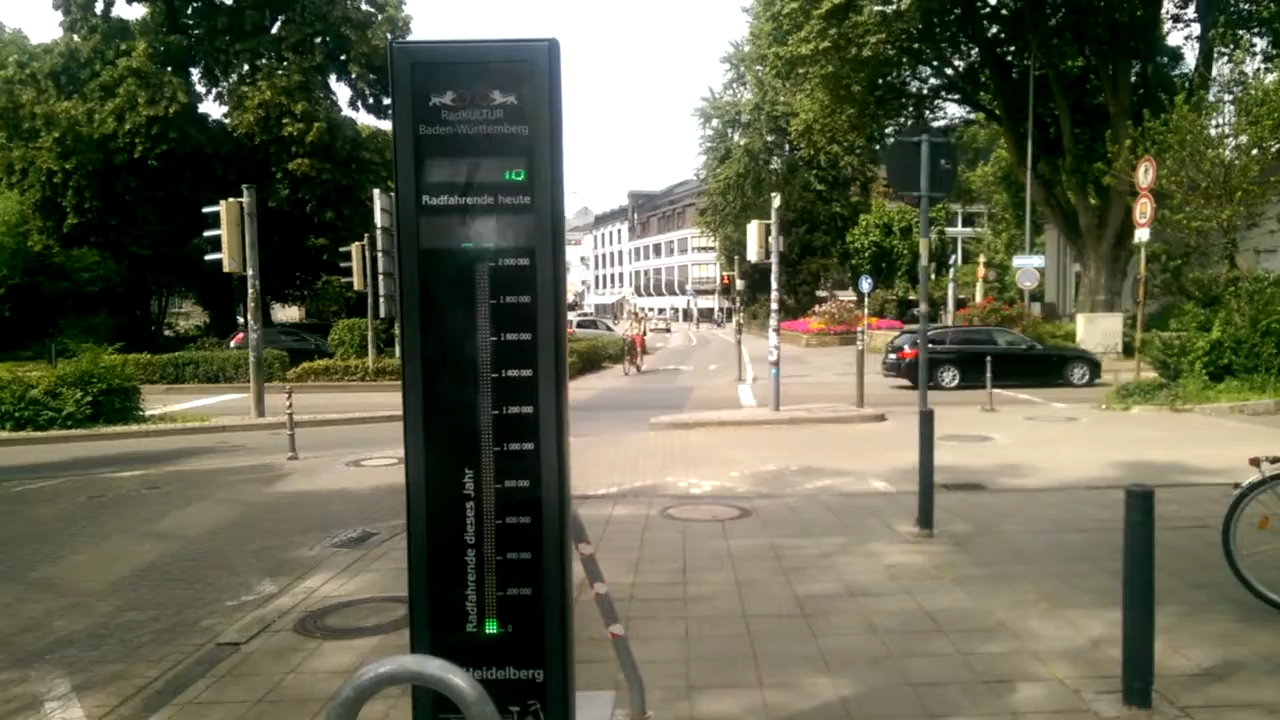 RadKULTUR
Baden-Württemberg
10
Radfahrende heute
2 000 000
1 800 000
1 600 000
1 400 000
1 200 000
1 000 000
800 000
600 000
400 000
200 000
0
Radfahrende dieses Jahr
Heidelberg